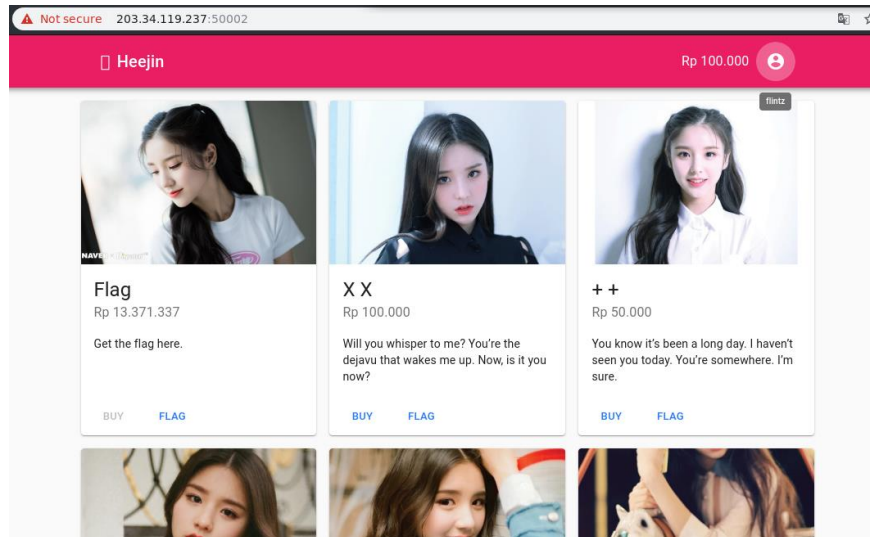 Not secure 203.34.119.237:50002
Heejin
Rp 100.000
flintz
NAVER
Flag
Rp 13.371.337
Get the flag here.
BUY FLAG
X X
Rp 100.000
Will you whisper to me? You're the
dejavu that wakes me up. Now, is it you
now?
BUY FLAG
+ +
Rp 50.000
You know it's been a long day. I haven't
seen you today. You're somewhere. I'm
sure.
BUY FLAG